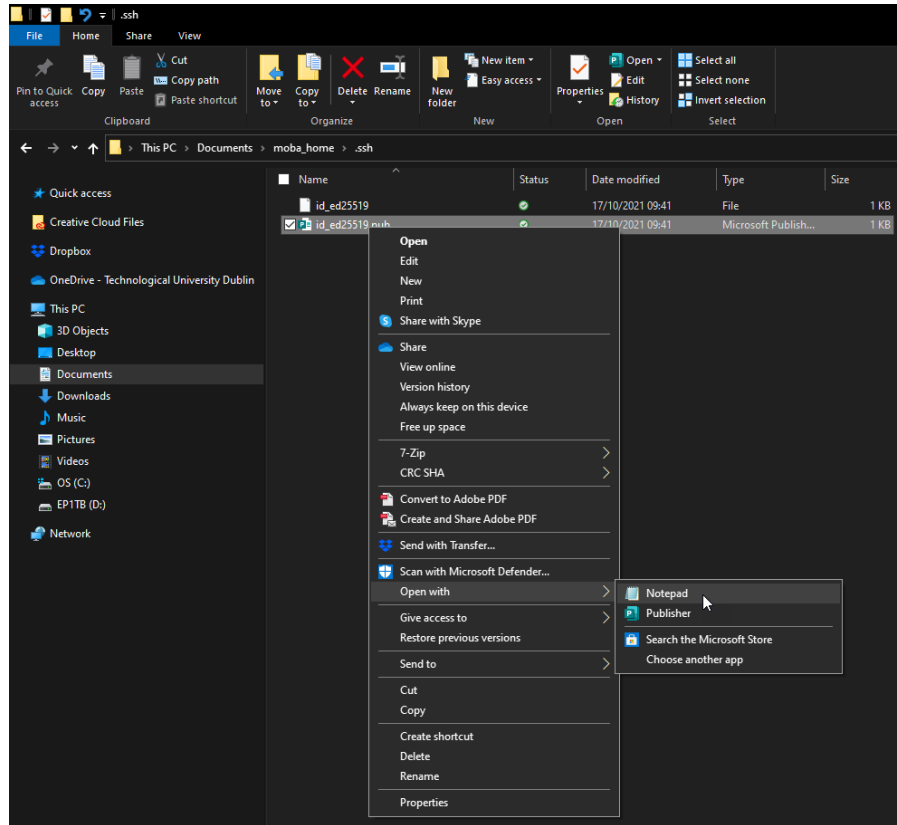 .ssh
File Home Share View
Pin to Quick access
Copy
Paste
Cut
Copy path
Paste shortcut
Clipboard
Move to
Copy to
Delete
Rename
Organize
New folder
New item
Easy access
New
Properties
Open
Edit
History
Open
Select all
Select none
Invert selection
Select
This PC > Documents > moba_home > .ssh
Quick access
Creative Cloud Files
Dropbox
OneDrive - Technological University Dublin
This PC
3D Objects
Desktop
Documents
Downloads
Music
Pictures
Videos
OS (C:)
EP1TB (D:)
Network
Name Status Date modified Type Size
id_ed25519 17/10/2021 09:41 File 1 KB
id_ed25519.pub 17/10/2021 09:41 Microsoft Publish... 1 KB
Open
Edit
New
Print
Share with Skype
Share
View online
Version history
Always keep on this device
Free up space
7-Zip
CRC SHA
Convert to Adobe PDF
Create and Share Adobe PDF
Send with Transfer...
Scan with Microsoft Defender...
Open with
Give access to
Restore previous versions
Send to
Cut
Copy
Create shortcut
Delete
Rename
Properties
Notepad
Publisher
Search the Microsoft Store
Choose another app